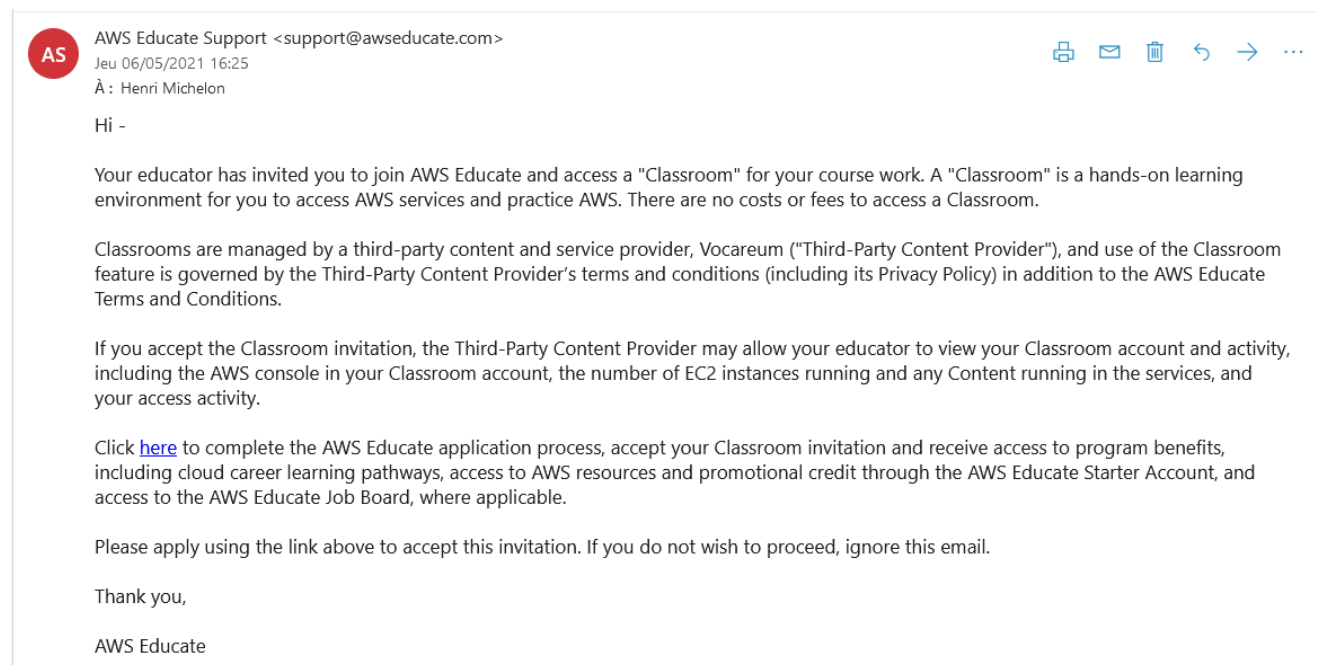 AS
AWS Educate Support <support@awseducate.com>
Jeu 06/05/2021 16:25
À : Henri Michelon
Hi -
Your educator has invited you to join AWS Educate and access a "Classroom" for your course work. A "Classroom" is a hands-on learning
environment for you to access AWS services and practice AWS. There are no costs or fees to access a Classroom.
Classrooms are managed by a third-party content and service provider, Vocareum ("Third-Party Content Provider"), and use of the Classroom
feature is governed by the Third-Party Content Provider’s terms and conditions (including its Privacy Policy) in addition to the AWS Educate
Terms and Conditions.
If you accept the Classroom invitation, the Third-Party Content Provider may allow your educator to view your Classroom account and activity,
including the AWS console in your Classroom account, the number of EC2 instances running and any Content running in the services, and
your access activity.
Click here to complete the AWS Educate application process, accept your Classroom invitation and receive access to program benefits,
including cloud career learning pathways, access to AWS resources and promotional credit through the AWS Educate Starter Account, and
access to the AWS Educate Job Board, where applicable.
Please apply using the link above to accept this invitation. If you do not wish to proceed, ignore this email.
Thank you,
AWS Educate